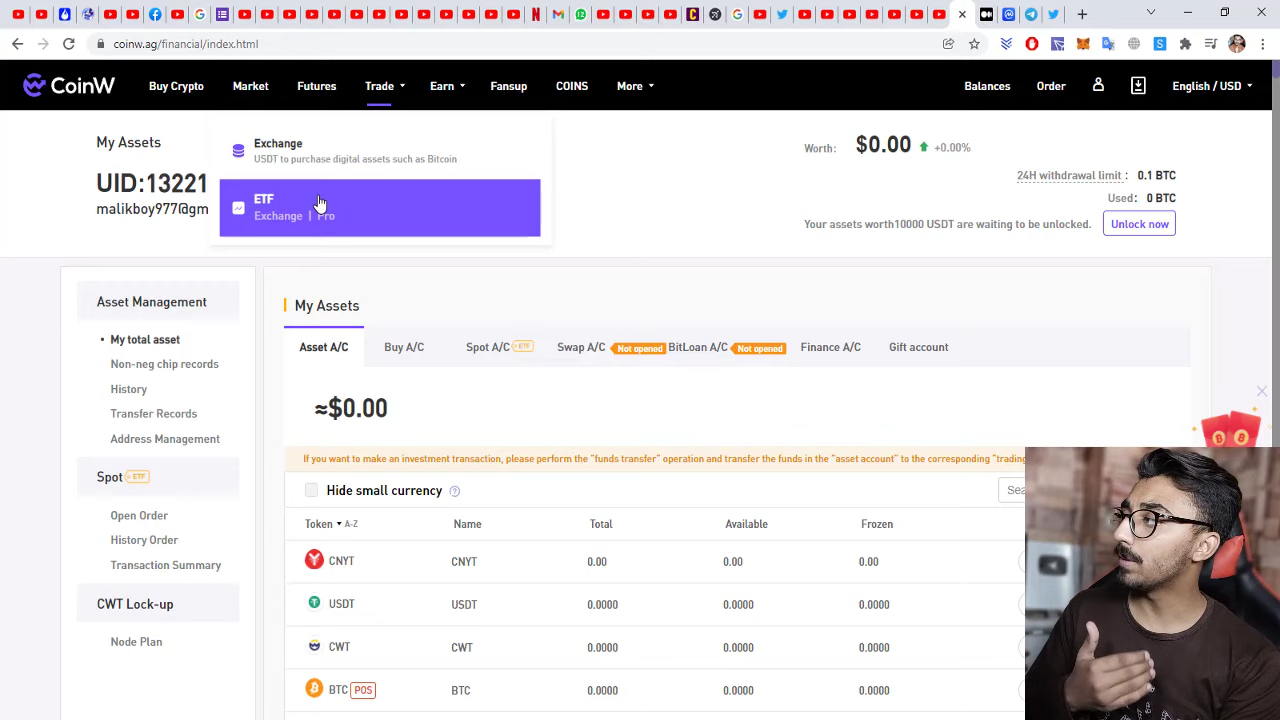 coinw.ag/financial/index.html
CoinW
Buy Crypto
Market
Futures
Trade
Earn
Fansup
COINS
More
Balances
Order
English / USD
My Assets
UID:13221
malikboy977@gm
Exchange
USDT to purchase digital assets such as Bitcoin
ETF
Exchange | Pro
Worth: $0.00 +0.00%
24H withdrawal limit : 0.1 BTC
Used: 0 BTC
Your assets worth10000 USDT are waiting to be unlocked.
Unlock now
Asset Management
• My total asset
Non-neg chip records
History
Transfer Records
Address Management
Spot ETF
Open Order
History Order
Transaction Summary
CWT Lock-up
Node Plan
My Assets
Asset A/C
Buy A/C
Spot A/C ETF
Swap A/C Not opened
BitLoan A/C Not opened
Finance A/C
Gift account
≈$0.00
If you want to make an investment transaction, please perform the "funds transfer" operation and transfer the funds in the "asset account" to the corresponding "trading
Hide small currency
Sea
Token A-Z Name Total Available Frozen
CNYT CNYT 0.00 0.00 0.00
USDT USDT 0.0000 0.0000 0.0000
CWT CWT 0.0000 0.0000 0.0000
BTC POS BTC 0.0000 0.0000 0.0000